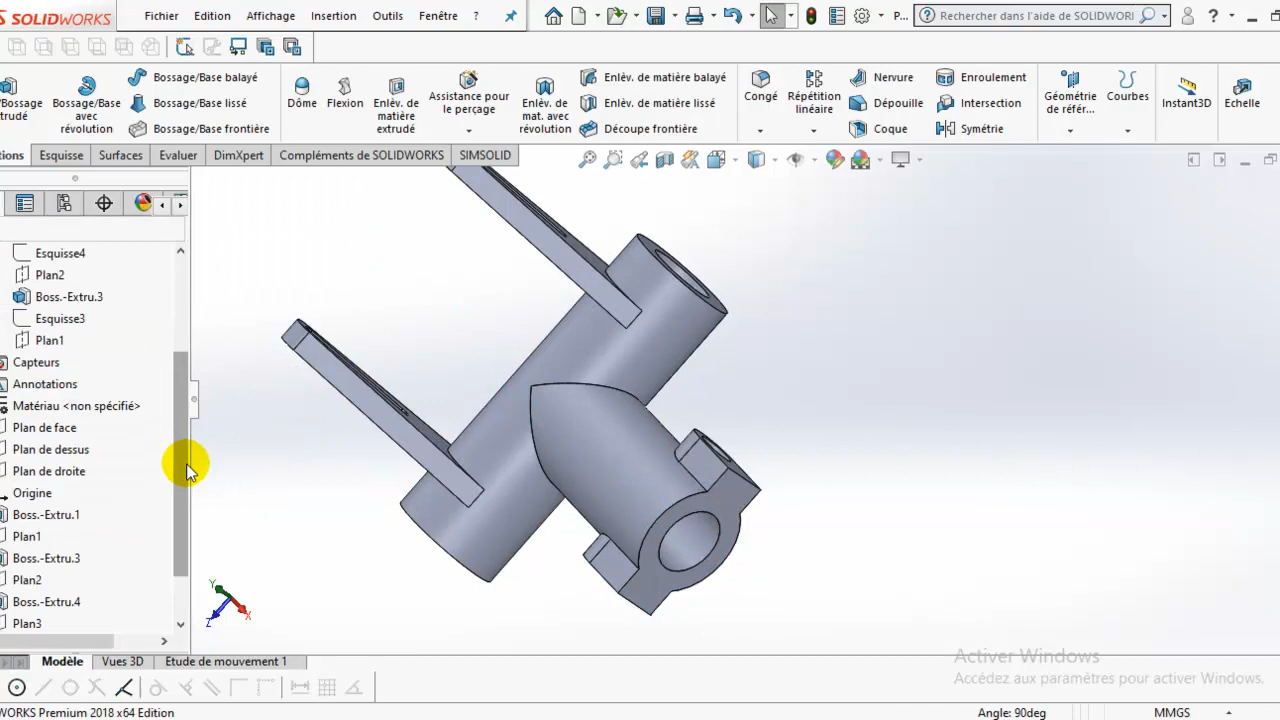 SOLIDWORKS Fichier Edition Affichage Insertion Outils Fenêtre P... Rechercher dans l'aide de SOLIDWORI ?
Bossage/Base balayé Enlèv. de matière balayé Nervure Enroulement
Bossage Bossage/Base Bossage/Base lissé Dôme Flexion Enlèv. de Assistance pour Enlèv. de Enlèv. de matière lissé Congé Répétition Dépouille Intersection Géométrie Courbes Instant3D Echelle
trudé avec matière le perçage mat. avec linéaire de référ...
révolution Bossage/Base frontière extrudé révolution Découpe frontière Coque Symétrie
tions Esquisse Surfaces Evaluer DimXpert Compléments de SOLIDWORKS SIMSOLID
Esquisse4
Plan2
Boss.-Extru.3
Esquisse3
Plan1
Capteurs
Annotations
Matériau <non spécifié>
Plan de face
Plan de dessus
Plan de droite
Origine
Boss.-Extru.1
Plan1
Boss.-Extru.3
Plan2
Boss.-Extru.4
Plan3
Y
Z X
Activer Windows
Accédez aux paramètres pour activer Windows.
Modèle Vues 3D Etude de mouvement 1
WORKS Premium 2018 x64 Edition Angle: 90deg MMGS